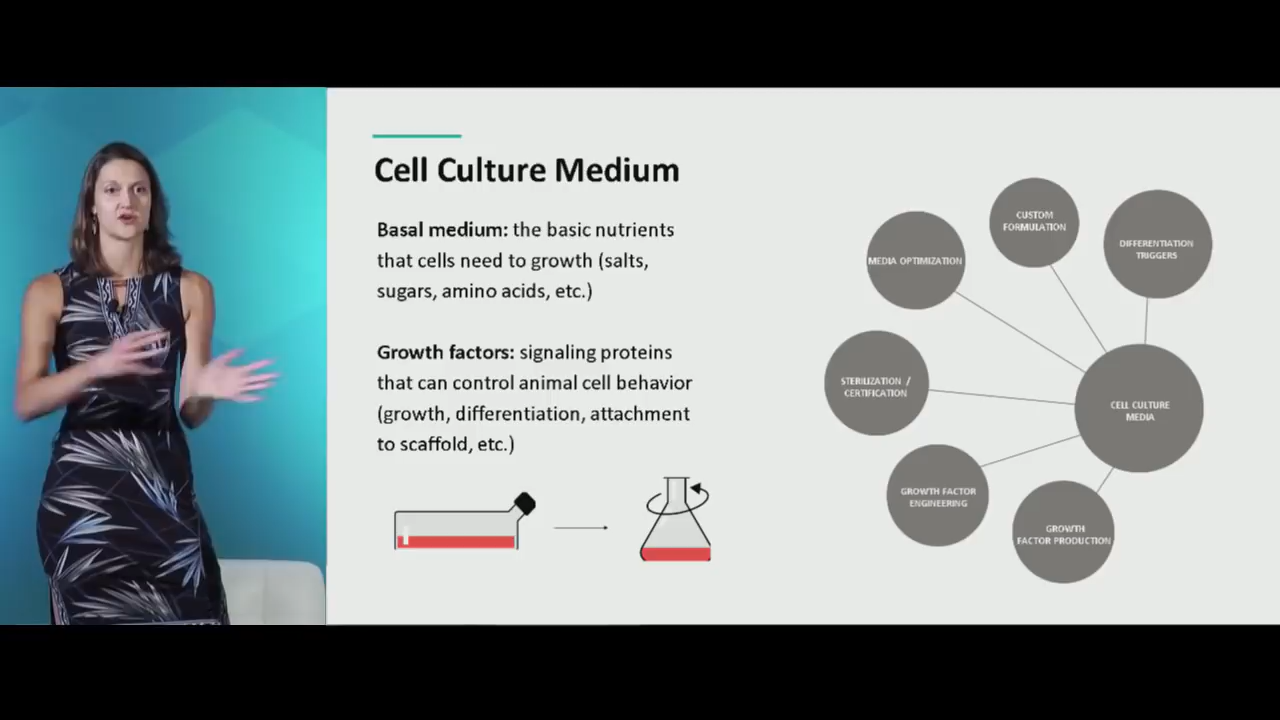 Cell Culture Medium
Basal medium: the basic nutrients
that cells need to growth (salts,
sugars, amino acids, etc.)
Growth factors: signaling proteins
that can control animal cell behavior
(growth, differentiation, attachment
to scaffold, etc.)
CUSTOM
FORMULATION
DIFFERENTIATION
TRIGGERS
MEDIA OPTIMIZATION
STERILIZATION /
CERTIFICATION
CELL CULTURE
MEDIA
GROWTH FACTOR
ENGINEERING
GROWTH
FACTOR PRODUCTION